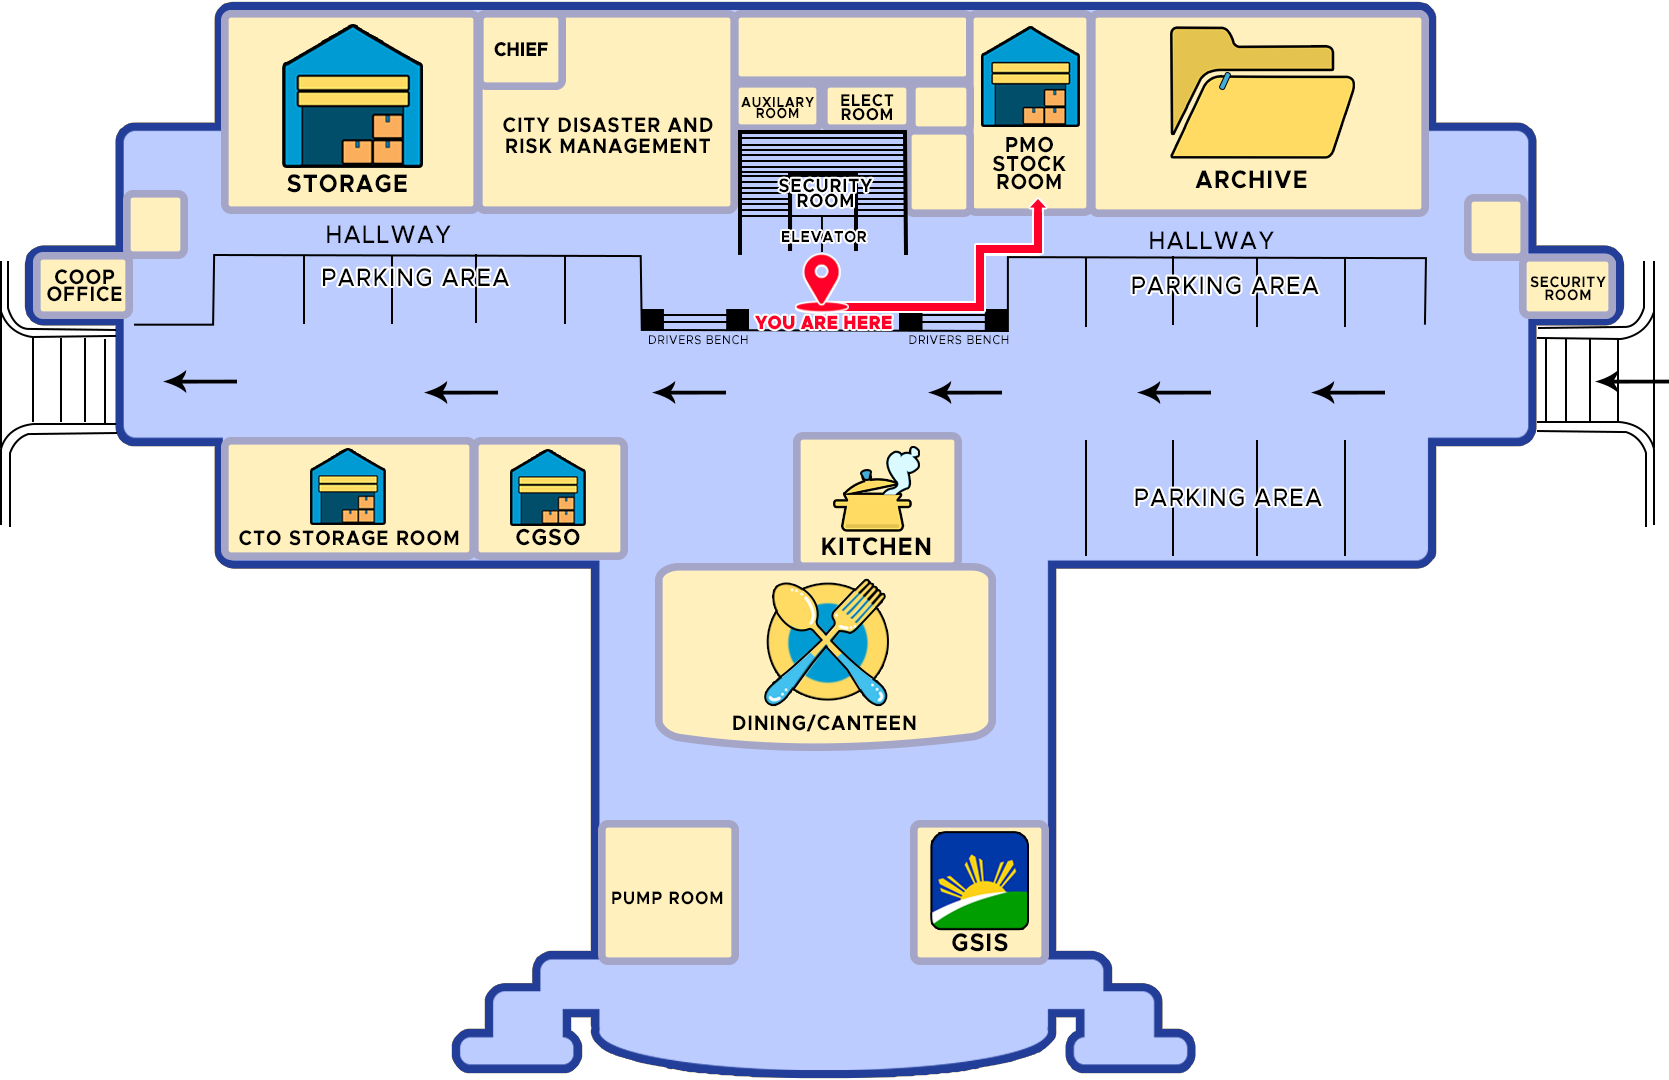 CHIEF
STORAGE
CITY DISASTER AND
RISK MANAGEMENT
AUXILARY
ROOM
ELECT
ROOM
SECURITY
ROOM
ELEVATOR
PMO
STOCK
ROOM
ARCHIVE
HALLWAY
HALLWAY
COOP
OFFICE
PARKING AREA
PARKING AREA
SECURITY
ROOM
YOU ARE HERE
DRIVERS BENCH
DRIVERS BENCH
PARKING AREA
CTO STORAGE ROOM
CGSO
KITCHEN
DINING/CANTEEN
PUMP ROOM
GSIS